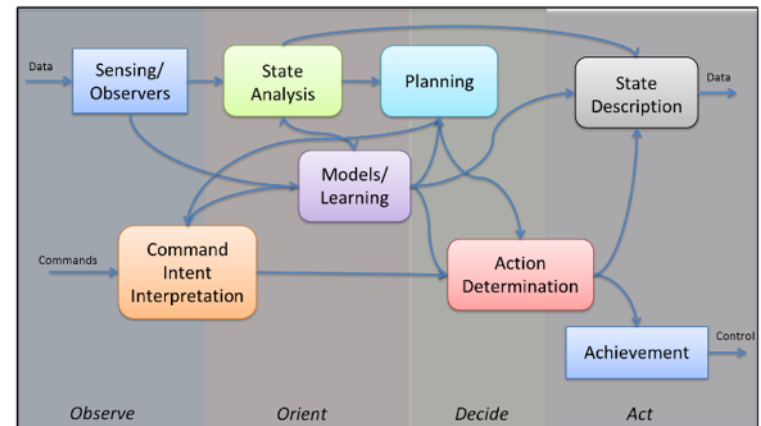 Data
Sensing/
Observers
State
Analysis
Planning
State
Description
Data
Models/
Learning
Commands
Command
Intent
Interpretation
Action
Determination
Achievement
Control
Observe
Orient
Decide
Act